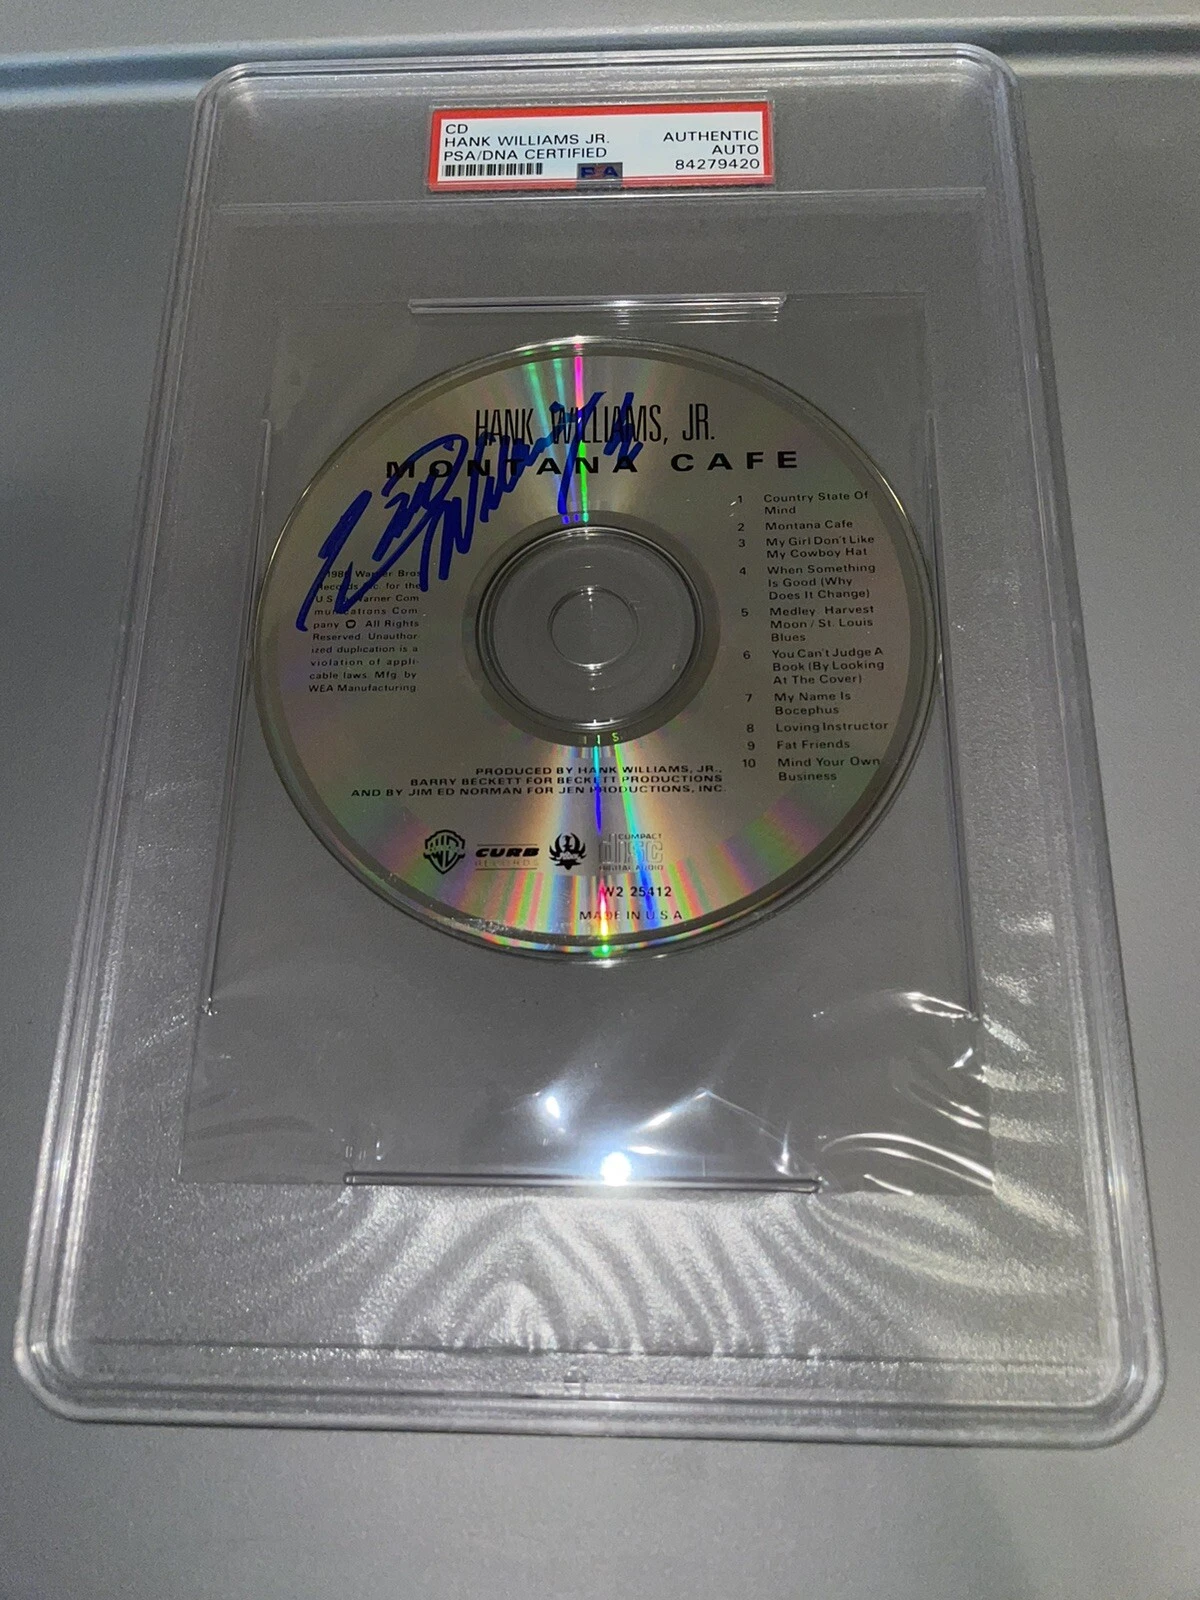 CD
HANK WILLIAMS JR.
PSA/DNA CERTIFIED
AUTHENTIC
AUTO
84279420
PSA
HANK WILLIAMS, JR.
MONTANA CAFE
1 Country State Of
Mind
2 Montana Cafe
3 My Girl Don't Like
My Cowboy Hat
4 When Something
Is Good (Why
Does It Change)
5 Medley Harvest
Moon / St. Louis
Blues
6 You Can't Judge A
Book (By Looking
At The Cover)
7 My Name Is
Bocephus
8 Loving Instructor
9 Fat Friends
10 Mind Your Own
Business
Warner Bros
Records Inc. for the
U S Warner Com
munications Com
pany All Rights
Reserved. Unauthor
ized duplication is a
violation of appli-
cable laws. Mfg. by
WEA Manufacturing
PRODUCED BY HANK WILLIAMS, JR.,
BARRY BECKETT FOR BECKETT PRODUCTIONS
AND BY JIM ED NORMAN FOR JEN PRODUCTIONS, INC.
CURB
RECORDS
COMPACT
disc
DIGITAL AUDIO
W2 25412
MADE IN U.S.A